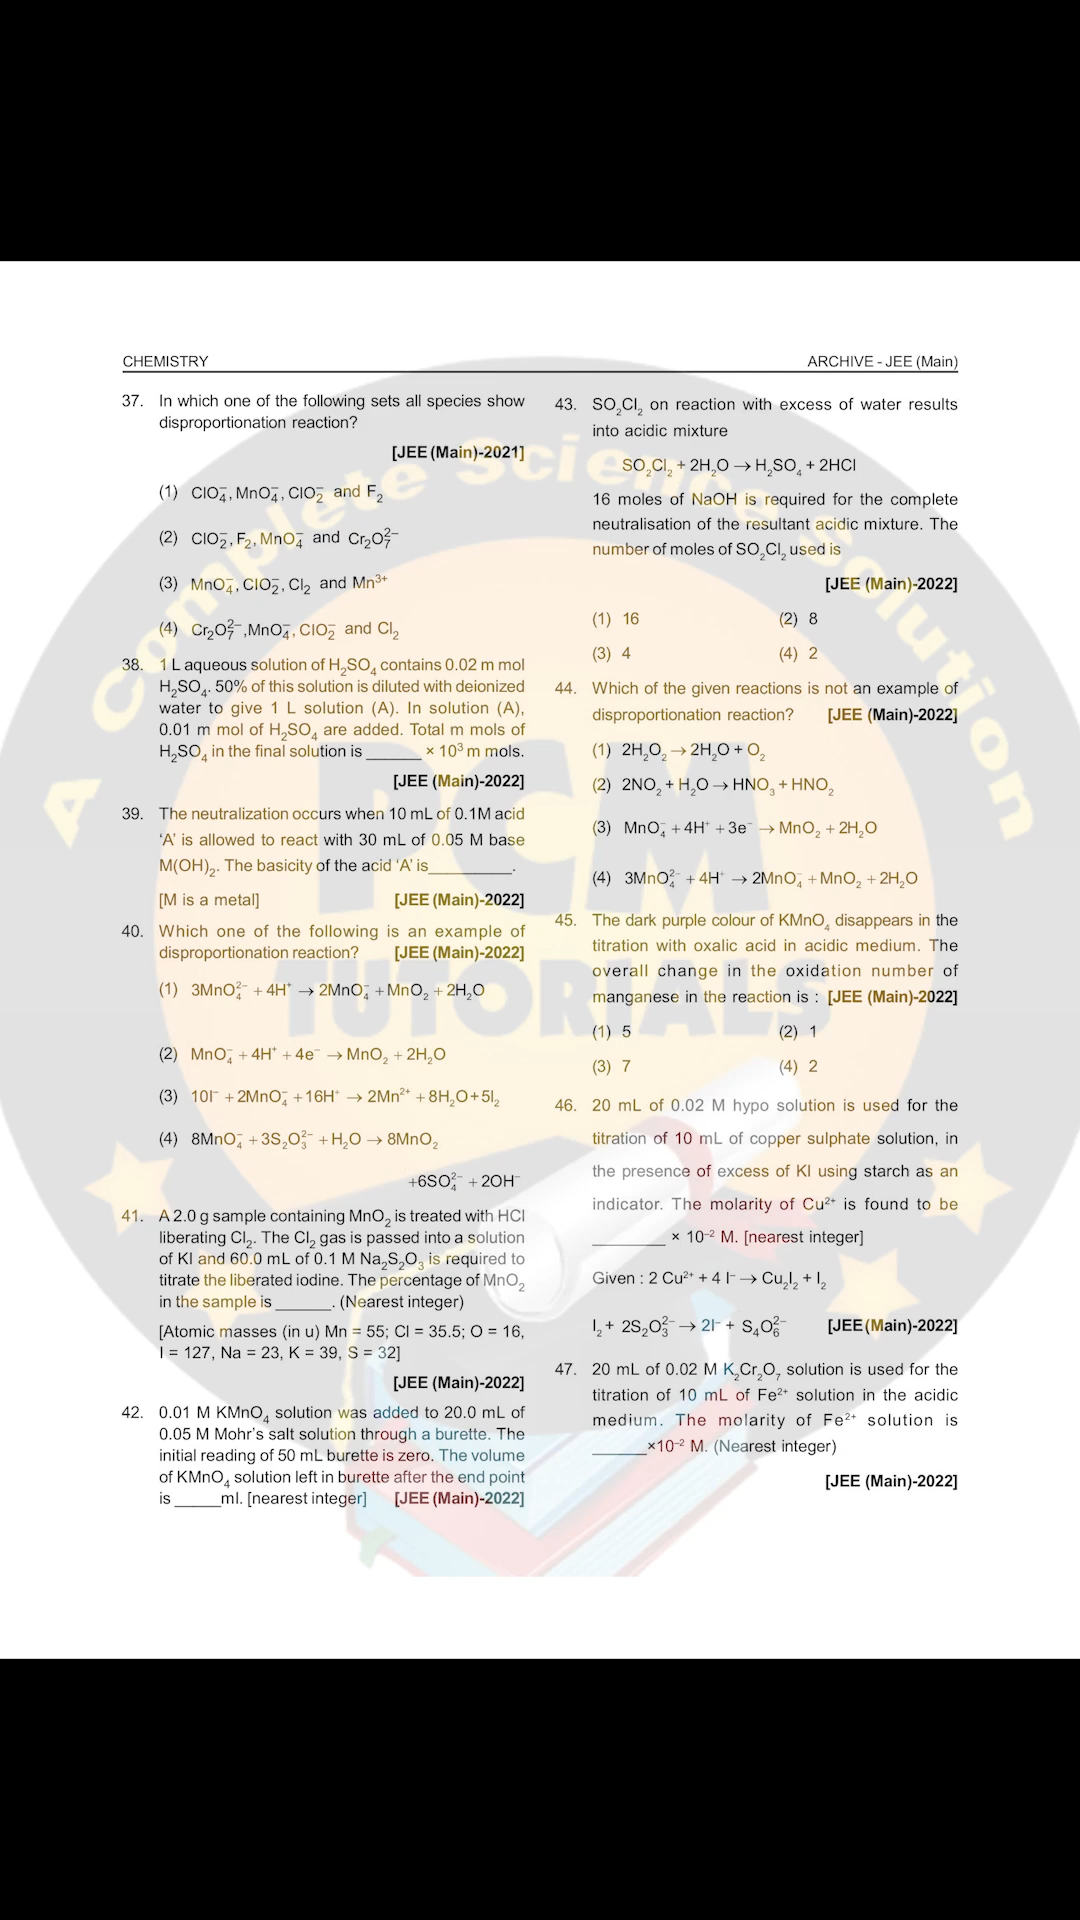 CHEMISTRY
ARCHIVE - JEE (Main)
37. In which one of the following sets all species show
disproportionation reaction?
[JEE (Main)-2021]
(1) ClO₄⁻, MnO₄⁻, ClO₂⁻ and F₂
(2) ClO₂⁻, F₂, MnO₄⁻ and Cr₂O₇²⁻
(3) MnO₄⁻, ClO₂⁻, Cl₂ and Mn³⁺
(4) Cr₂O₇²⁻, MnO₄⁻, ClO₂⁻ and Cl₂
38. 1 L aqueous solution of H₂SO₄ contains 0.02 m mol
H₂SO₄. 50% of this solution is diluted with deionized
water to give 1 L solution (A). In solution (A),
0.01 m mol of H₂SO₄ are added. Total m mols of
H₂SO₄ in the final solution is ______ × 10³ m mols.
[JEE (Main)-2022]
39. The neutralization occurs when 10 mL of 0.1M acid
'A' is allowed to react with 30 mL of 0.05 M base
M(OH)₂. The basicity of the acid 'A' is_________.
[M is a metal] [JEE (Main)-2022]
40. Which one of the following is an example of
disproportionation reaction? [JEE (Main)-2022]
(1) 3MnO₄²⁻ + 4H⁺ → 2MnO₄⁻ + MnO₂ + 2H₂O
(2) MnO₄⁻ + 4H⁺ + 4e⁻ → MnO₂ + 2H₂O
(3) 10I⁻ + 2MnO₄⁻ + 16H⁺ → 2Mn²⁺ + 8H₂O+5I₂
(4) 8MnO₄⁻ + 3S₂O₃²⁻ + H₂O → 8MnO₂
+6SO₄²⁻ + 2OH⁻
41. A 2.0 g sample containing MnO₂ is treated with HCl
liberating Cl₂. The Cl₂ gas is passed into a solution
of KI and 60.0 mL of 0.1 M Na₂S₂O₃ is required to
titrate the liberated iodine. The percentage of MnO₂
in the sample is ______. (Nearest integer)
[Atomic masses (in u) Mn = 55; Cl = 35.5; O = 16,
I = 127, Na = 23, K = 39, S = 32]
[JEE (Main)-2022]
42. 0.01 M KMnO₄ solution was added to 20.0 mL of
0.05 M Mohr's salt solution through a burette. The
initial reading of 50 mL burette is zero. The volume
of KMnO₄ solution left in burette after the end point
is _____ml. [nearest integer] [JEE (Main)-2022]
43. SO₂Cl₂ on reaction with excess of water results
into acidic mixture
SO₂Cl₂ + 2H₂O → H₂SO₄ + 2HCl
16 moles of NaOH is required for the complete
neutralisation of the resultant acidic mixture. The
number of moles of SO₂Cl₂ used is
[JEE (Main)-2022]
(1) 16 (2) 8
(3) 4 (4) 2
44. Which of the given reactions is not an example of
disproportionation reaction? [JEE (Main)-2022]
(1) 2H₂O₂ → 2H₂O + O₂
(2) 2NO₂ + H₂O → HNO₃ + HNO₂
(3) MnO₄⁻ + 4H⁺ + 3e⁻ → MnO₂ + 2H₂O
(4) 3MnO₄²⁻ + 4H⁺ → 2MnO₄⁻ + MnO₂ + 2H₂O
45. The dark purple colour of KMnO₄ disappears in the
titration with oxalic acid in acidic medium. The
overall change in the oxidation number of
manganese in the reaction is : [JEE (Main)-2022]
(1) 5 (2) 1
(3) 7 (4) 2
46. 20 mL of 0.02 M hypo solution is used for the
titration of 10 mL of copper sulphate solution, in
the presence of excess of KI using starch as an
indicator. The molarity of Cu²⁺ is found to be
________ × 10⁻² M. [nearest integer]
Given : 2 Cu²⁺ + 4 I⁻ → Cu₂I₂ + I₂
I₂ + 2S₂O₃²⁻ → 2I⁻ + S₄O₆²⁻ [JEE (Main)-2022]
47. 20 mL of 0.02 M K₂Cr₂O₇ solution is used for the
titration of 10 mL of Fe²⁺ solution in the acidic
medium. The molarity of Fe²⁺ solution is
______×10⁻² M. (Nearest integer)
[JEE (Main)-2022]
A Complete Science Solution
PCM
TUTORIALS